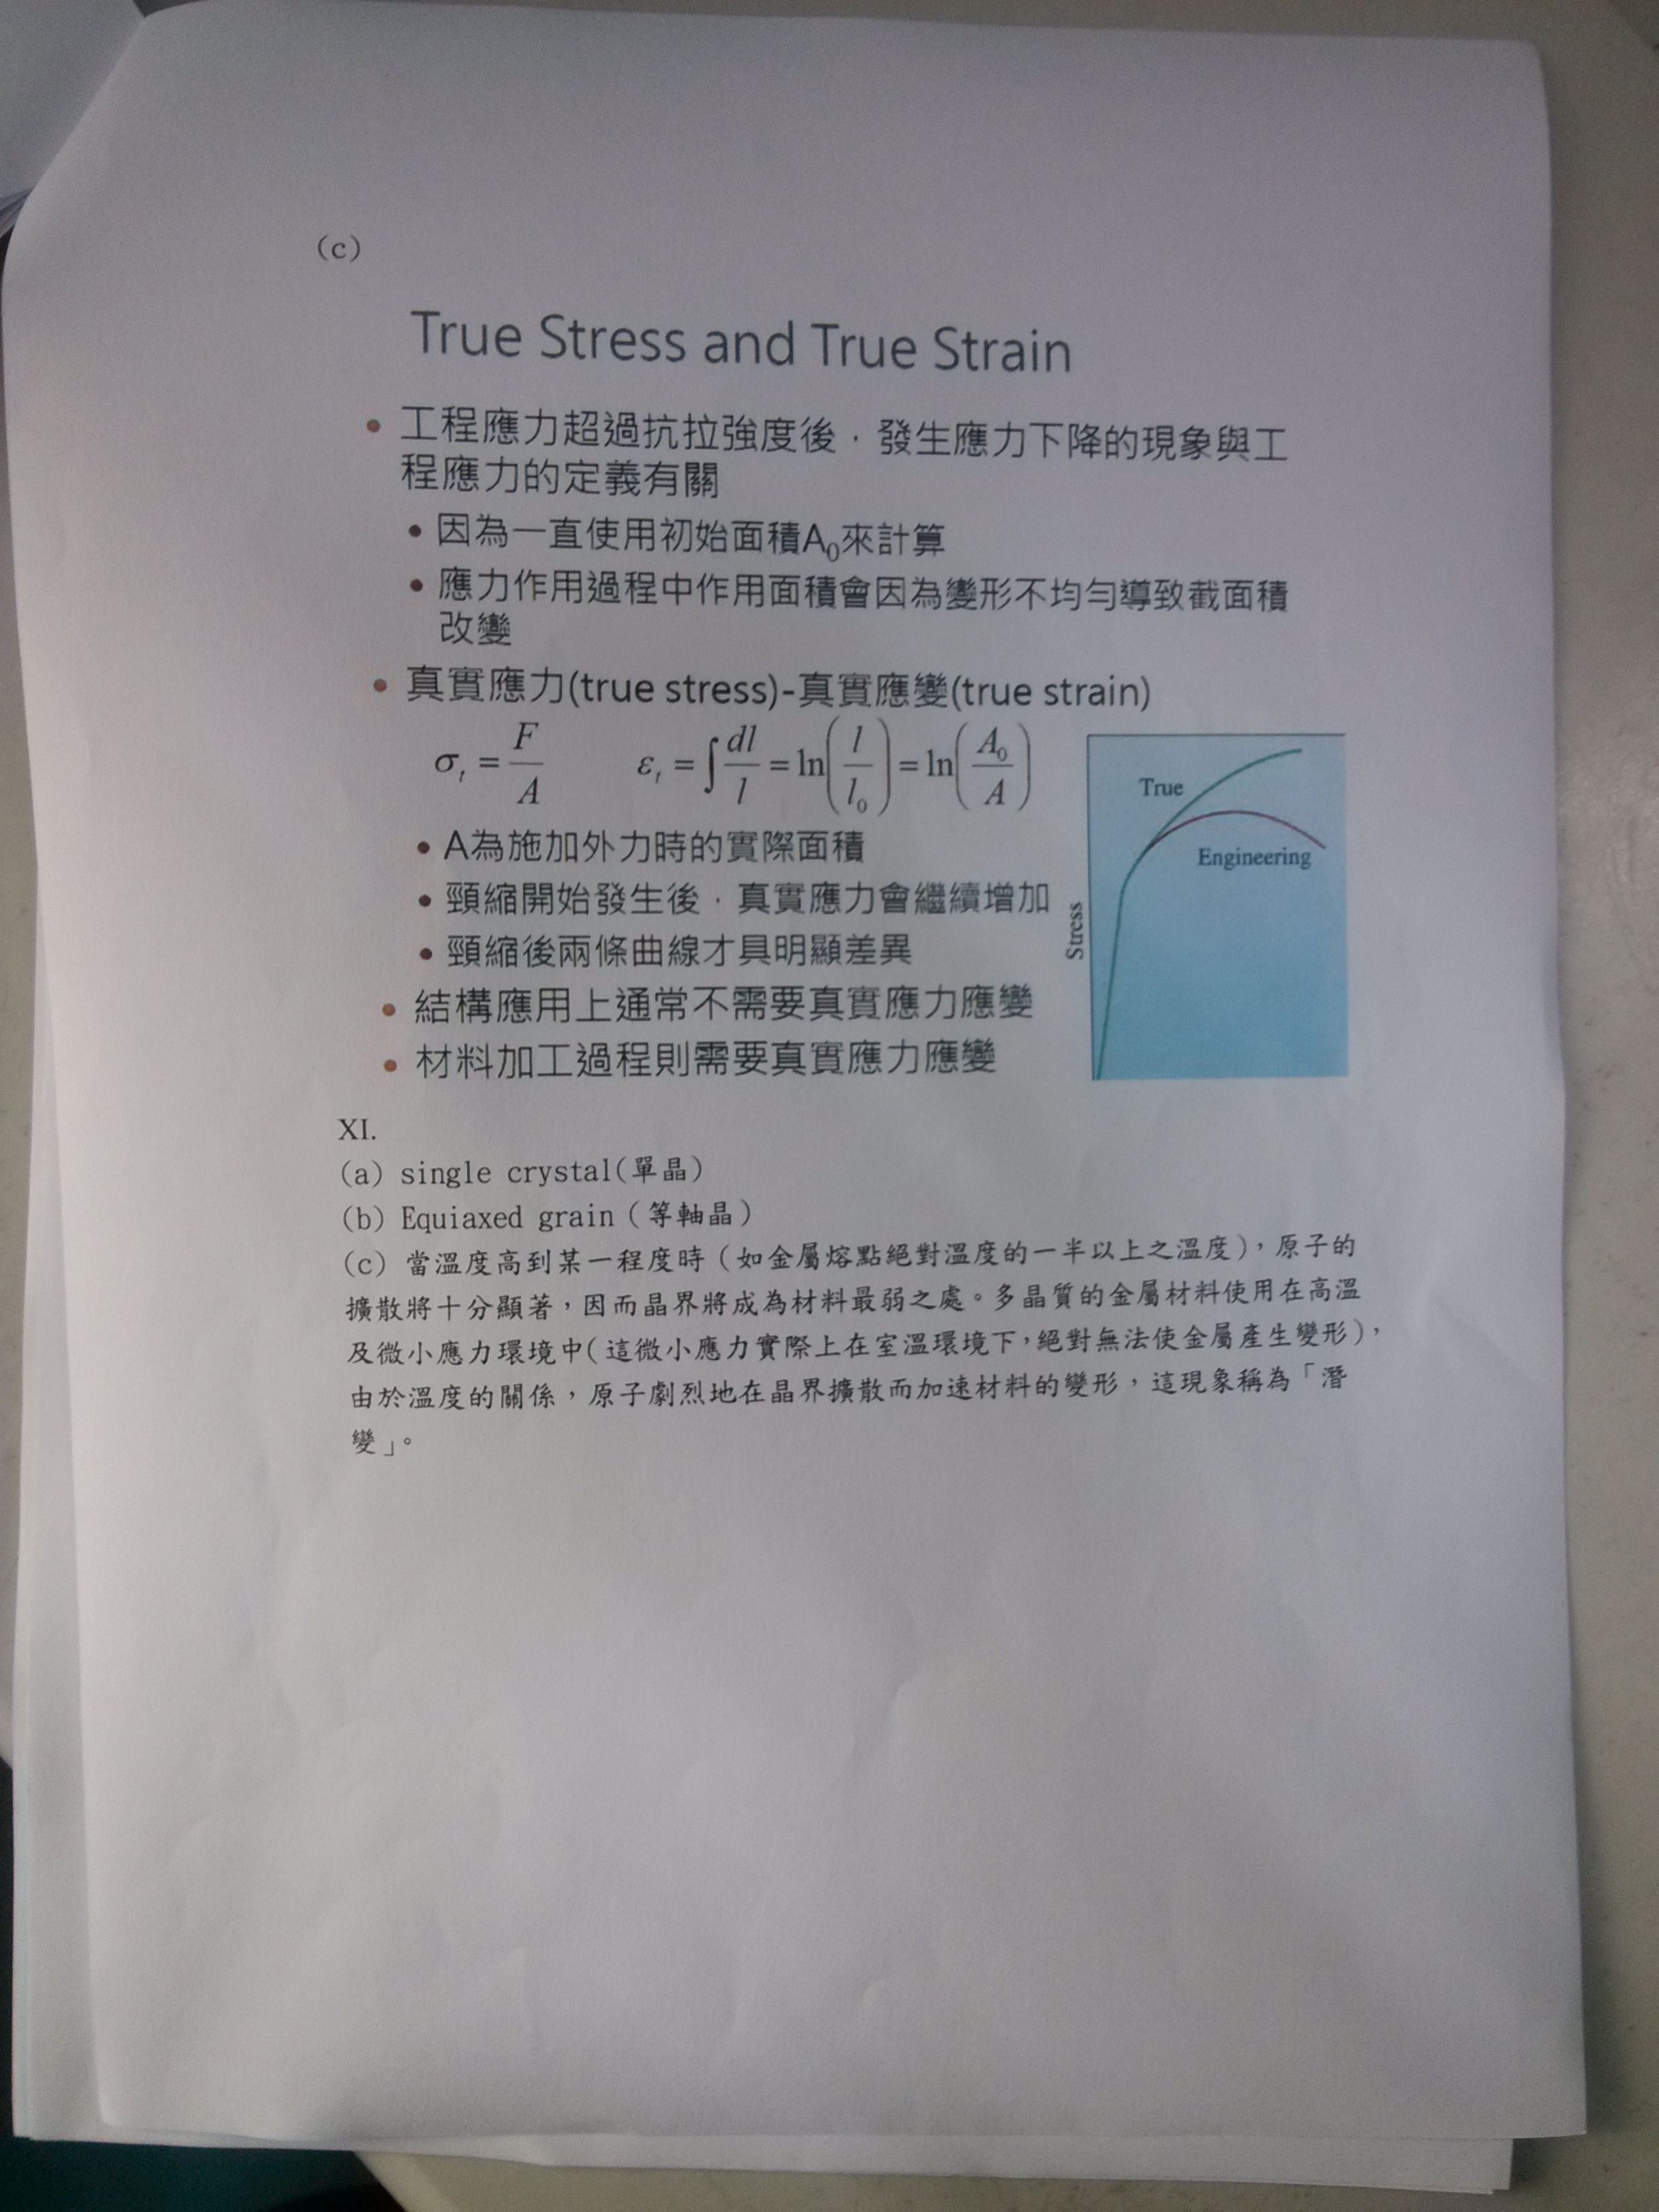 (c)
True Stress and True Strain
• 工程應力超過抗拉強度後，發生應力下降的現象與工
程應力的定義有關
• 因為一直使用初始面積A₀來計算
• 應力作用過程中作用面積會因為變形不均勻導致截面積
改變
• 真實應力(true stress)-真實應變(true strain)
σₜ = F/A    εₜ = ∫ dl/l = ln(l/l₀) = ln(A₀/A)
• A為施加外力時的實際面積
• 頸縮開始發生後，真實應力會繼續增加
• 頸縮後兩條曲線才具明顯差異
• 結構應用上通常不需要真實應力應變
• 材料加工過程則需要真實應力應變
True
Engineering
Stress
XI.
(a) single crystal(單晶)
(b) Equiaxed grain (等軸晶)
(c) 當溫度高到某一程度時(如金屬熔點絕對溫度的一半以上之溫度)，原子的
擴散將十分顯著，因而晶界將成為材料最弱之處。多晶質的金屬材料使用在高溫
及微小應力環境中(這微小應力實際上在室溫環境下，絕對無法使金屬產生變形)，
由於溫度的關係，原子劇烈地在晶界擴散而加速材料的變形，這現象稱為「潛
變」。